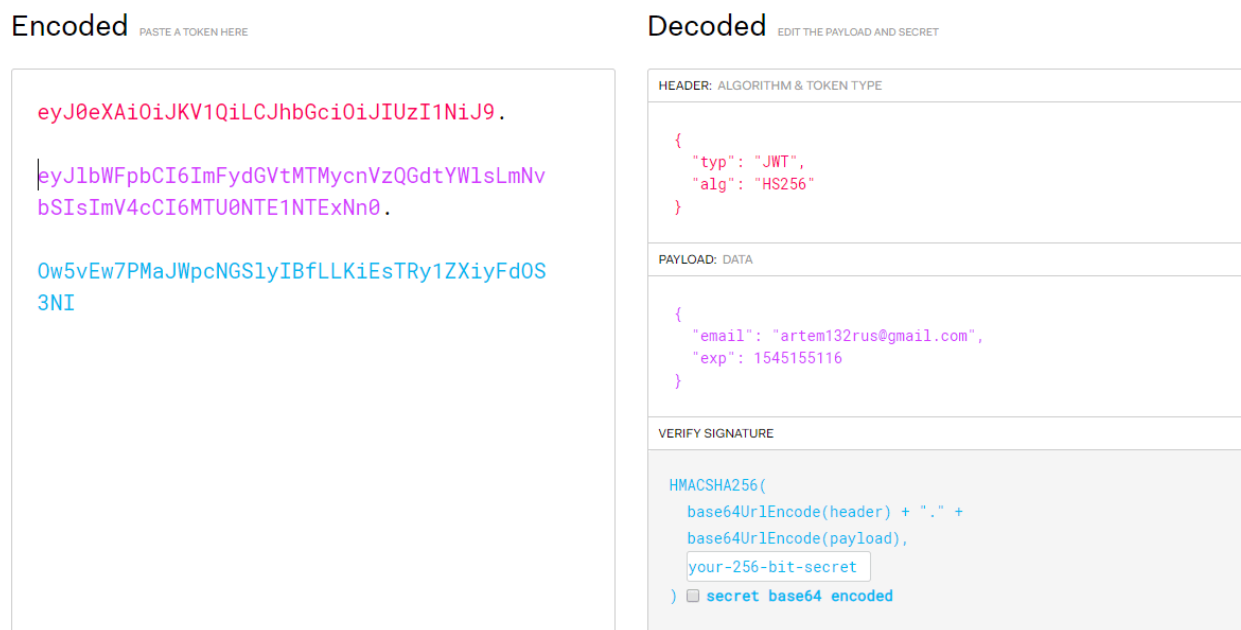 Encoded PASTE A TOKEN HERE
eyJ0eXAiOiJKV1QiLCJhbGciOiJIUzI1NiJ9.
eyJlbWFpbCI6ImFydGVtMTMycnVzQGdtYWlsLmNv
bSIsImV4cCI6MTU0NTE1NTExNn0.
Ow5vEw7PMaJWpcNGSlyIBfLLKiEsTRy1ZXiyFdOS
3NI
Decoded EDIT THE PAYLOAD AND SECRET
HEADER: ALGORITHM & TOKEN TYPE
{
"typ": "JWT",
"alg": "HS256"
}
PAYLOAD: DATA
{
"email": "artem132rus@gmail.com",
"exp": 1545155116
}
VERIFY SIGNATURE
HMACSHA256(
base64UrlEncode(header) + "." +
base64UrlEncode(payload),
your-256-bit-secret
) secret base64 encoded